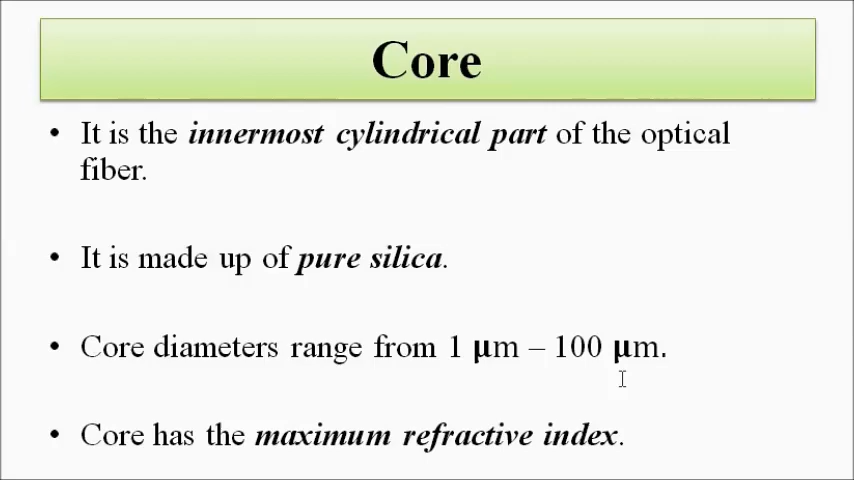 Core
• It is the innermost cylindrical part of the optical
fiber.
• It is made up of pure silica.
• Core diameters range from 1 μm – 100 μm.
• Core has the maximum refractive index.